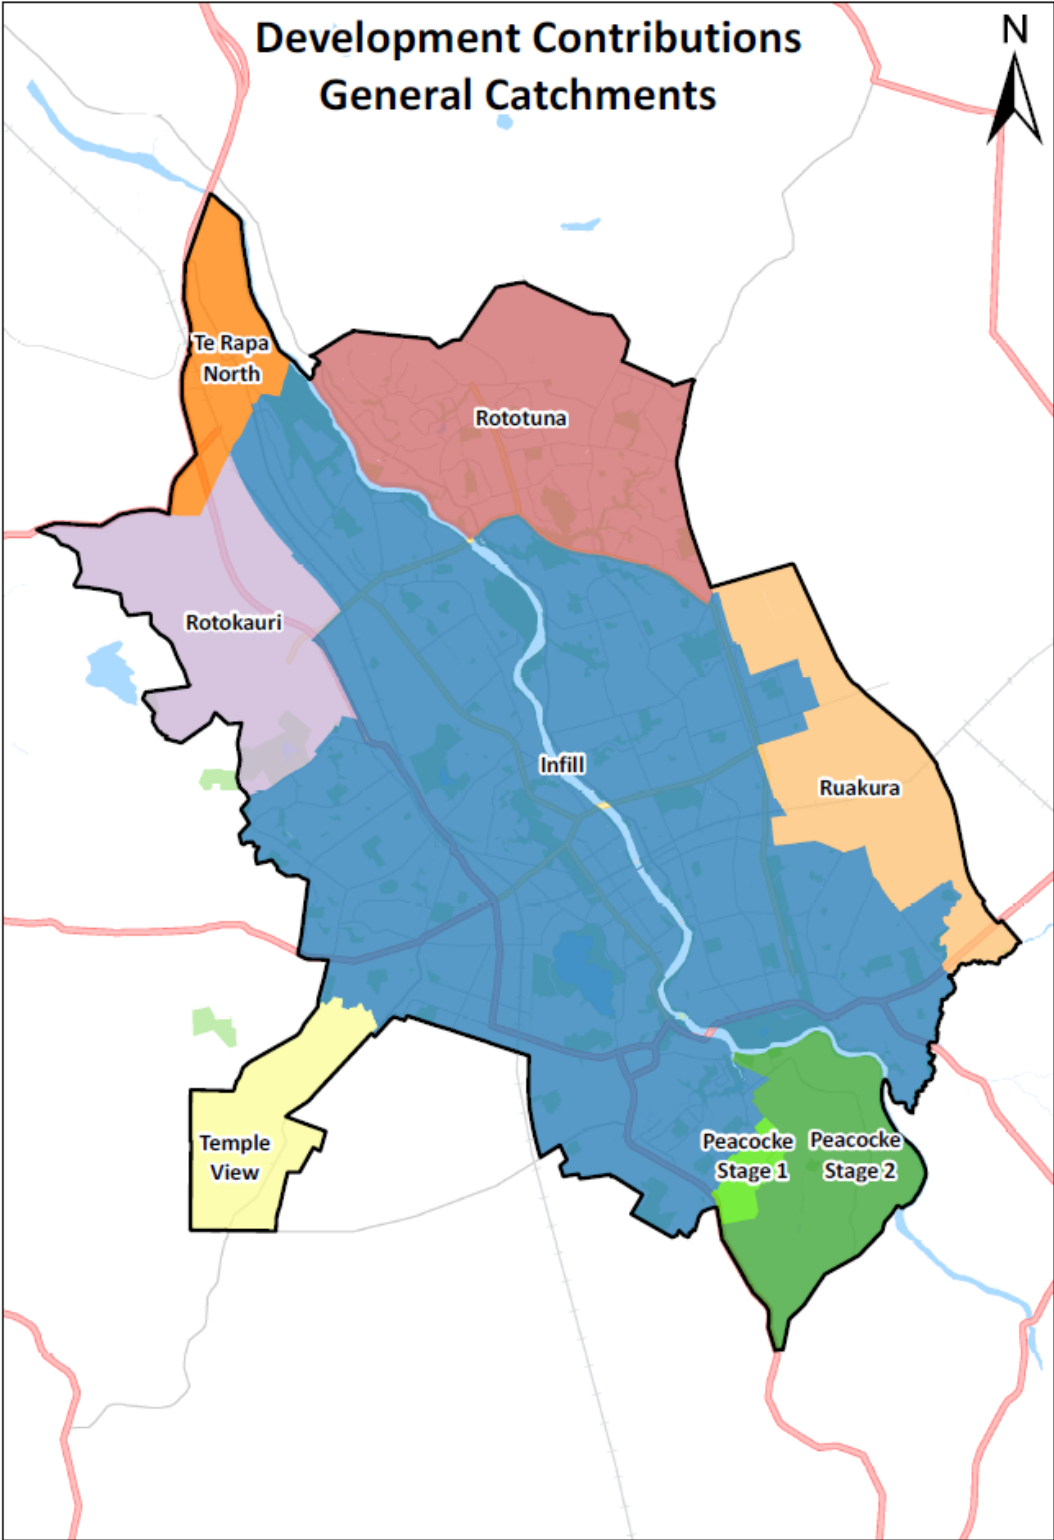 Development Contributions
General Catchments
N
Te Rapa
North
Rototuna
Rotokauri
Infill
Ruakura
Peacocke
Stage 1
Peacocke
Stage 2
Temple
View